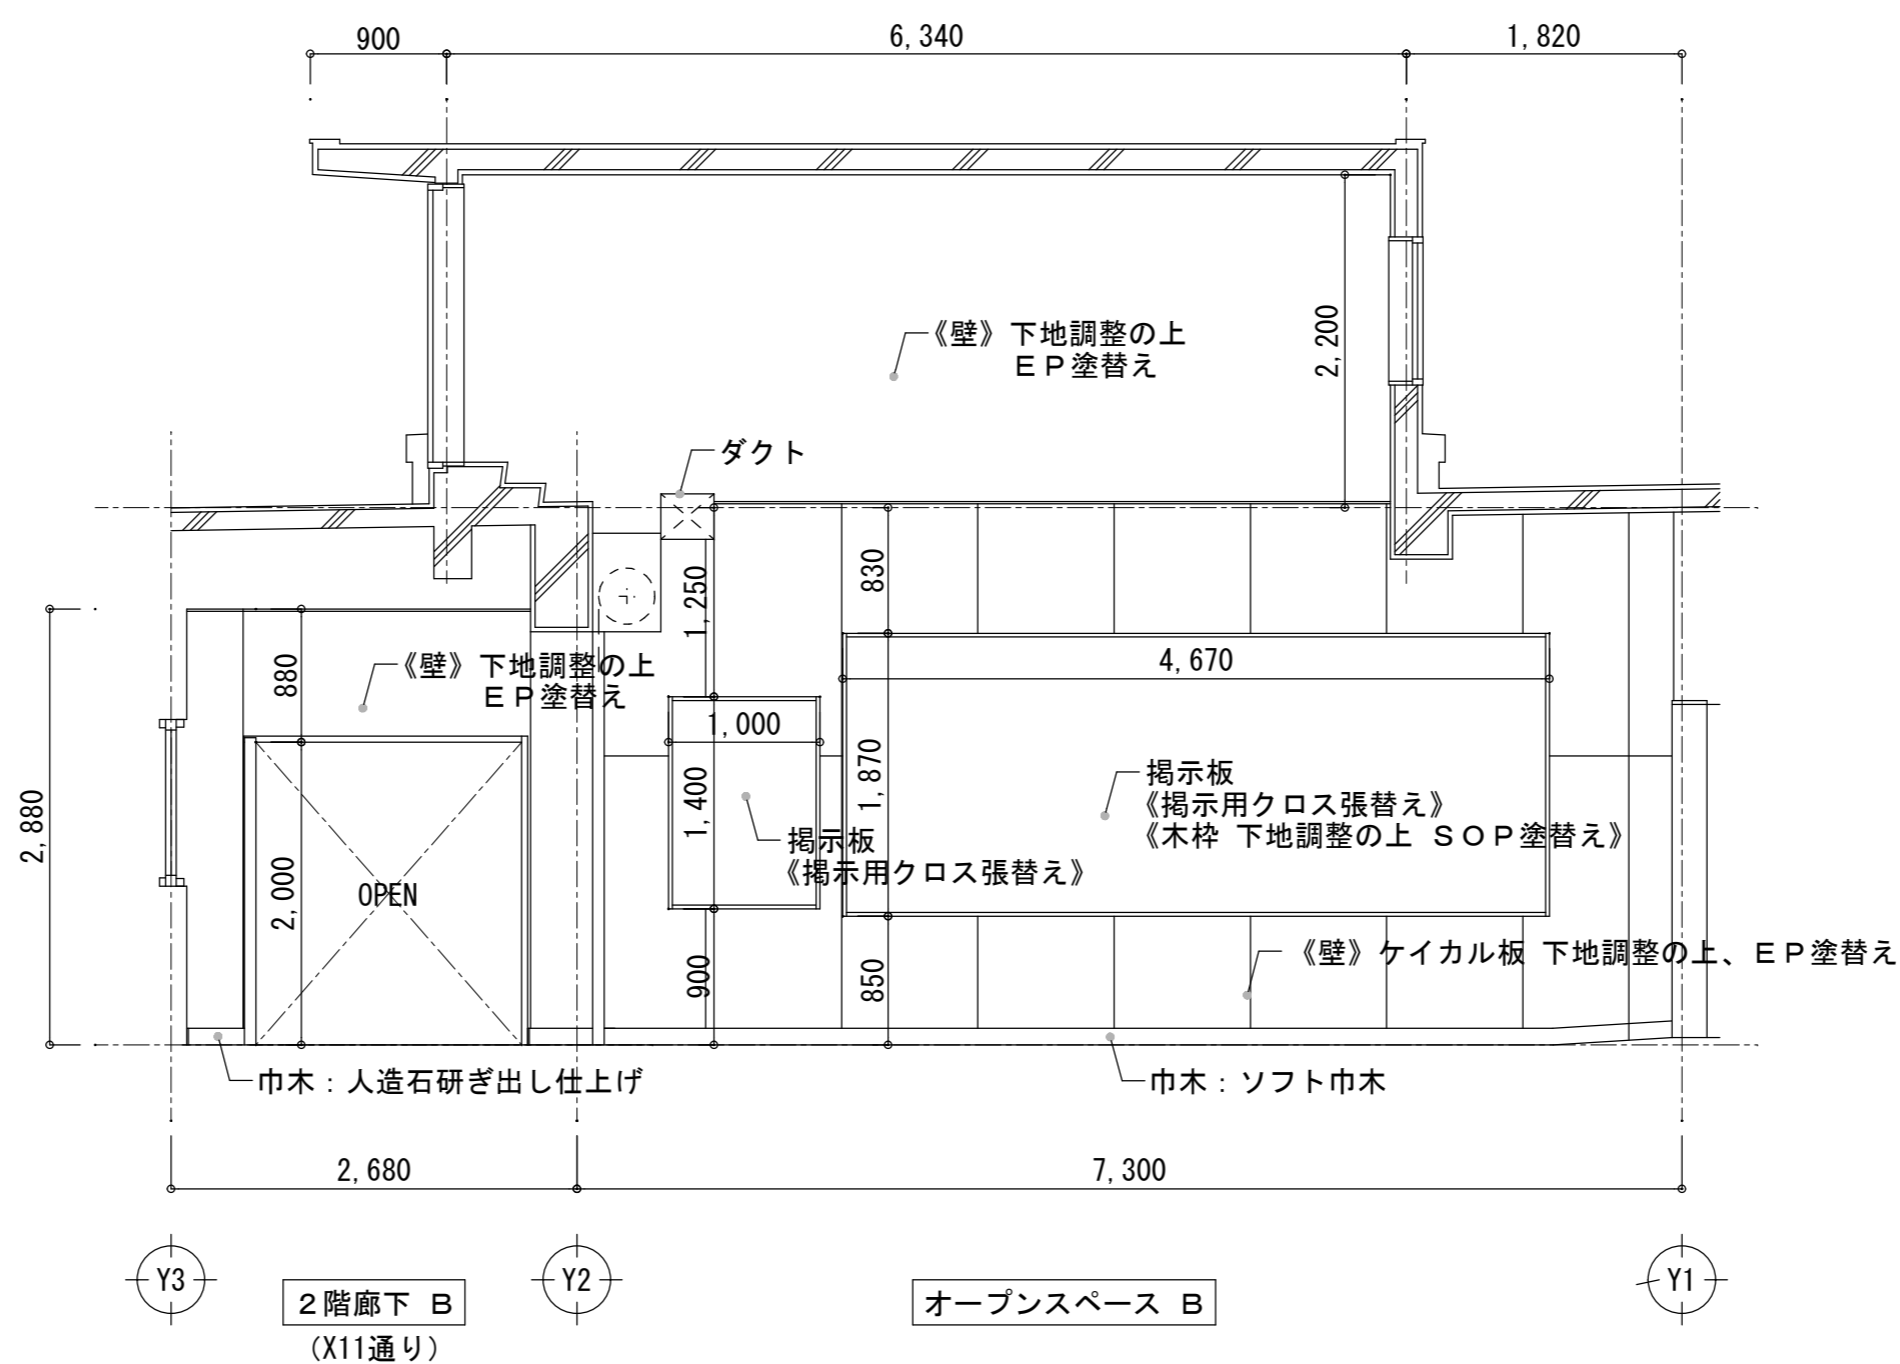 900
6,340
1,820
《壁》下地調整の上
ＥＰ塗替え
2,200
ダクト
1,250
830
《壁》下地調整の上
ＥＰ塗替え
880
4,670
1,000
2,880
1,400
1,870
掲示板
《掲示用クロス張替え》
《木枠 下地調整の上 ＳＯＰ塗替え》
掲示板
《掲示用クロス張替え》
2,000
OPEN
900
850
《壁》ケイカル板 下地調整の上、ＥＰ塗替え
巾木：人造石研ぎ出し仕上げ
巾木：ソフト巾木
2,680
7,300
Y3
Y2
Y1
２階廊下 Ｂ
(X11通り)
オープンスペース Ｂ